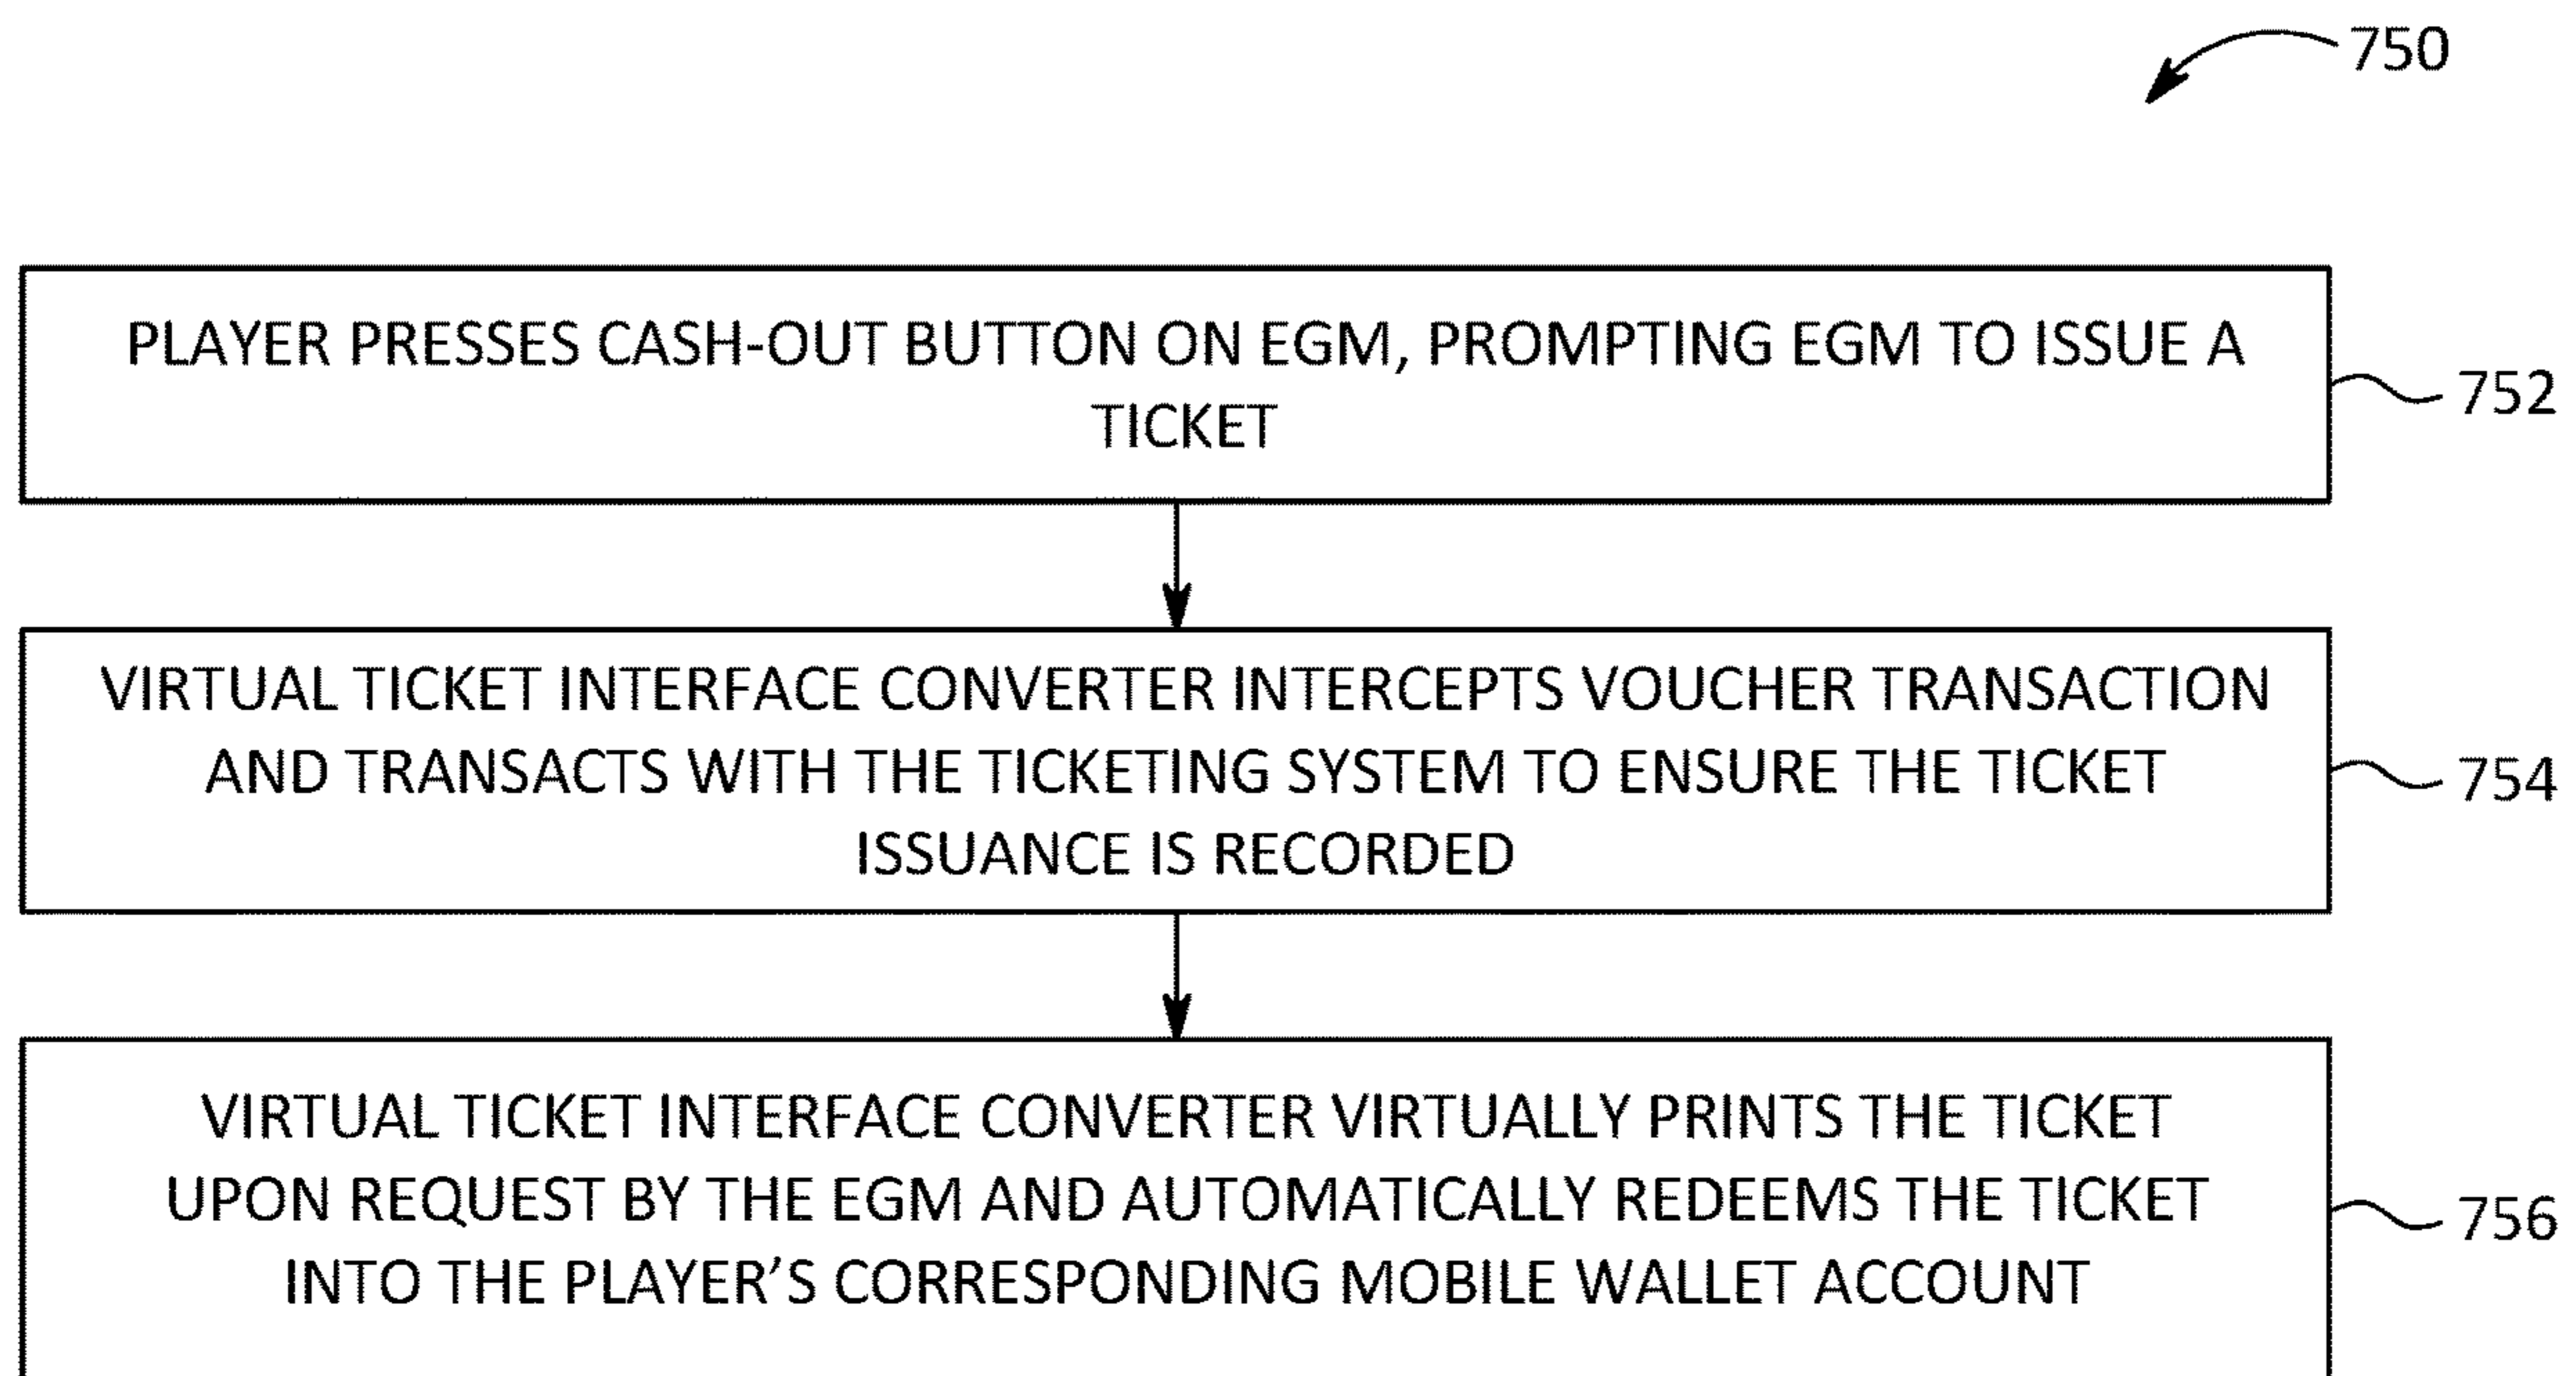 750
PLAYER PRESSES CASH-OUT BUTTON ON EGM, PROMPTING EGM TO ISSUE A
TICKET
752
VIRTUAL TICKET INTERFACE CONVERTER INTERCEPTS VOUCHER TRANSACTION
AND TRANSACTS WITH THE TICKETING SYSTEM TO ENSURE THE TICKET
ISSUANCE IS RECORDED
754
VIRTUAL TICKET INTERFACE CONVERTER VIRTUALLY PRINTS THE TICKET
UPON REQUEST BY THE EGM AND AUTOMATICALLY REDEEMS THE TICKET
INTO THE PLAYER’S CORRESPONDING MOBILE WALLET ACCOUNT
756